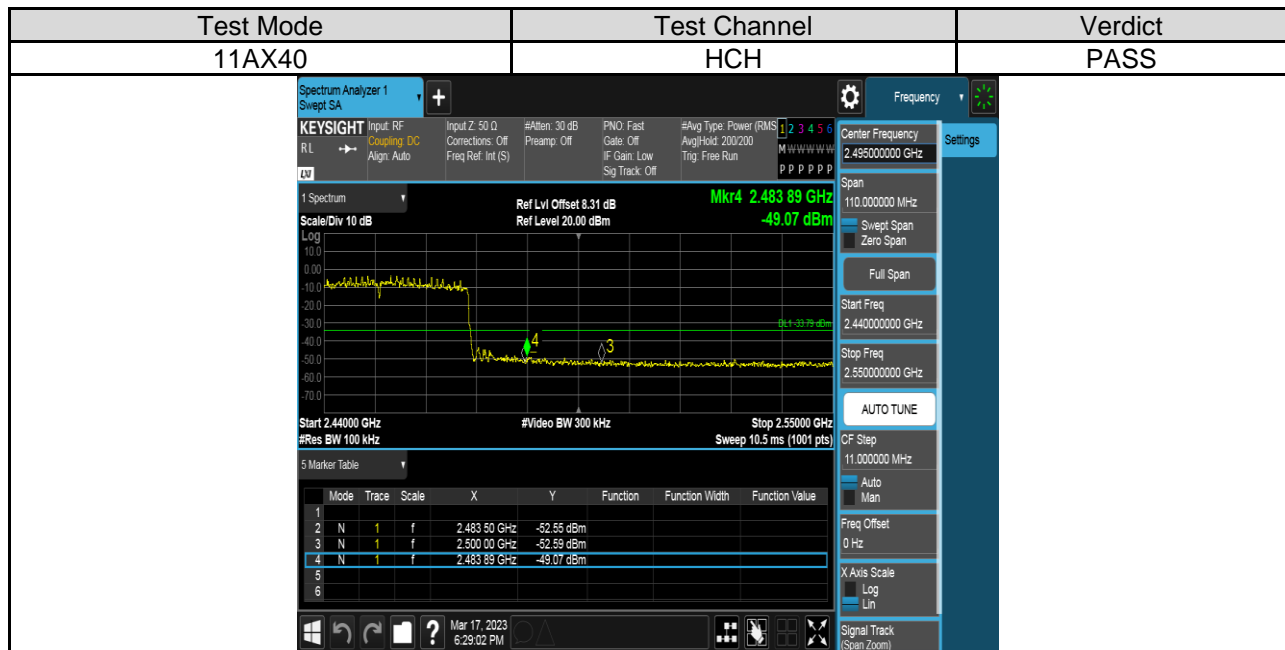 Test Mode Test Channel Verdict
11AX40 HCH PASS
Spectrum Analyzer 1
Swept SA
+
Frequency
KEYSIGHT
RL
LXI
Input: RF
Coupling: DC
Align: Auto
Input Z: 50 Ω
Corrections: Off
Freq Ref: Int (S)
#Atten: 30 dB
Preamp: Off
PNO: Fast
Gate: Off
IF Gain: Low
Sig Track: Off
#Avg Type: Power (RMS
Avg|Hold: 200/200
Trig: Free Run
1 2 3 4 5 6
M W W W W W
P P P P P P
Center Frequency
2.495000000 GHz
Settings
Span
110.000000 MHz
Swept Span
Zero Span
Full Span
Start Freq
2.440000000 GHz
Stop Freq
2.550000000 GHz
AUTO TUNE
CF Step
11.000000 MHz
Auto
Man
Freq Offset
0 Hz
X Axis Scale
Log
Lin
Signal Track
(Span Zoom)
1 Spectrum
Scale/Div 10 dB
Ref Lvl Offset 8.31 dB
Ref Level 20.00 dBm
Mkr4 2.483 89 GHz
-49.07 dBm
Log
10.0
0.00
-10.0
-20.0
-30.0
DL1 -33.79 dBm
-40.0
4
3
-50.0
-60.0
-70.0
Start 2.44000 GHz #Video BW 300 kHz Stop 2.55000 GHz
#Res BW 100 kHz Sweep 10.5 ms (1001 pts)
5 Marker Table
Mode Trace Scale X Y Function Function Width Function Value
1
2 N 1 f 2.483 50 GHz -52.55 dBm
3 N 1 f 2.500 00 GHz -52.59 dBm
4 N 1 f 2.483 89 GHz -49.07 dBm
5
6
?
Mar 17, 2023
6:29:02 PM